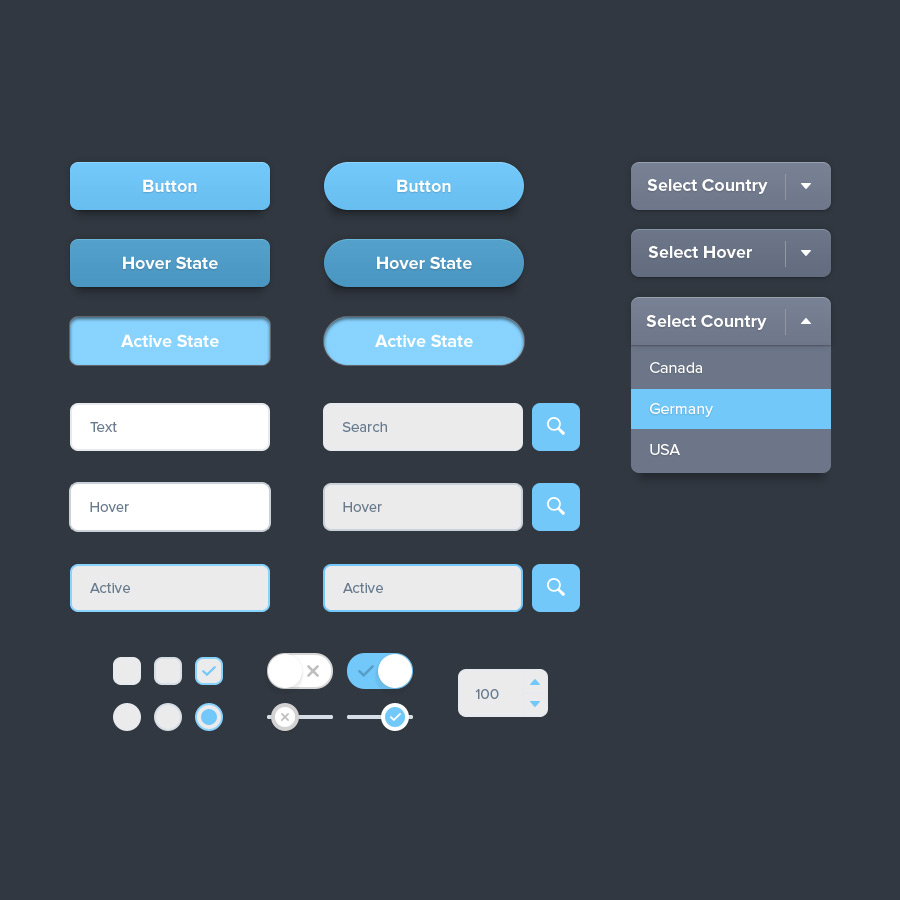 Button
Button
Select Country
Hover State
Hover State
Select Hover
Active State
Active State
Select Country
Canada
Germany
USA
Text
Search
Hover
Hover
Active
Active
100